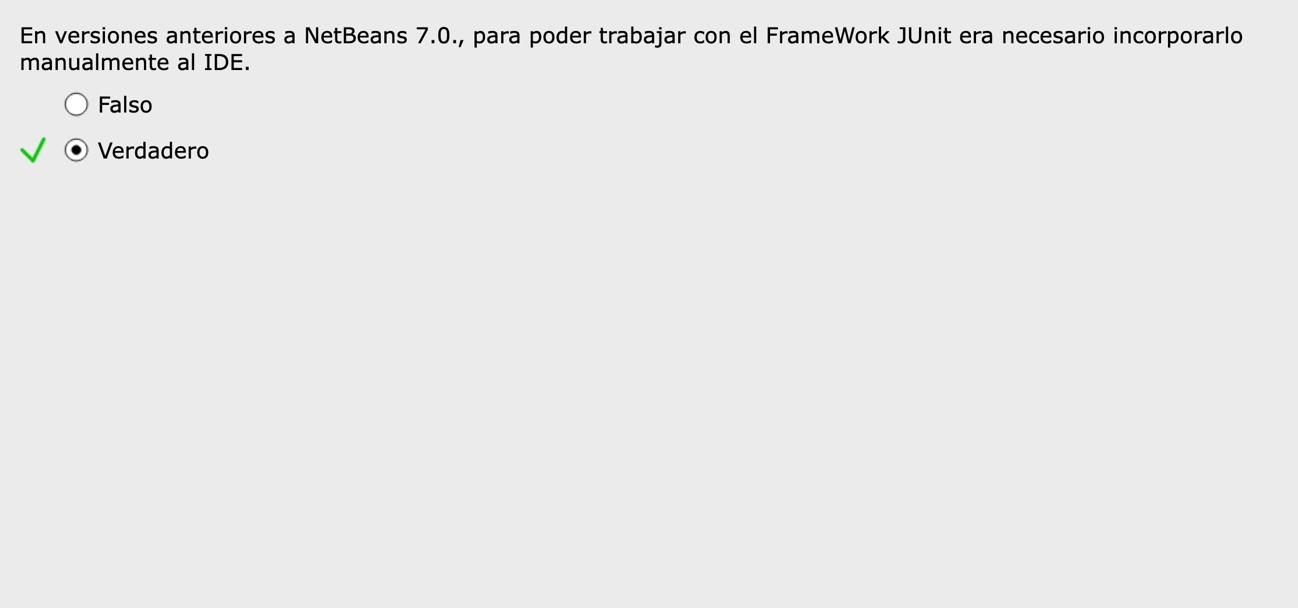 En versiones anteriores a NetBeans 7.0., para poder trabajar con el FrameWork JUnit era necesario incorporarlo
manualmente al IDE.
Falso
Verdadero